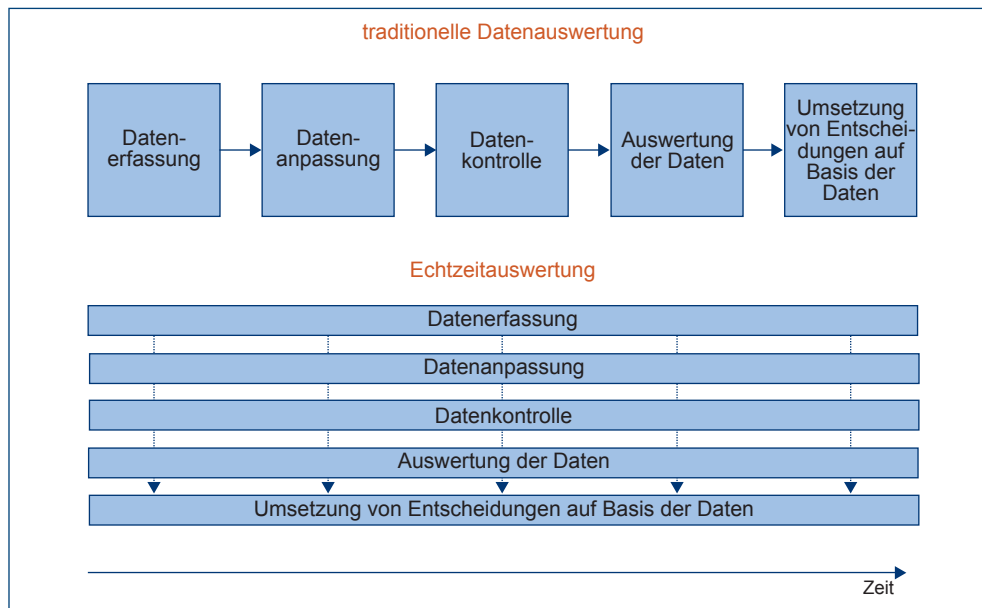 traditionelle Datenauswertung
Daten-
erfassung
Daten-
anpassung
Daten-
kontrolle
Auswertung
der Daten
Umsetzung
von Entschei-
dungen auf
Basis der
Daten
Echtzeitauswertung
Datenerfassung
Datenanpassung
Datenkontrolle
Auswertung der Daten
Umsetzung von Entscheidungen auf Basis der Daten
Zeit